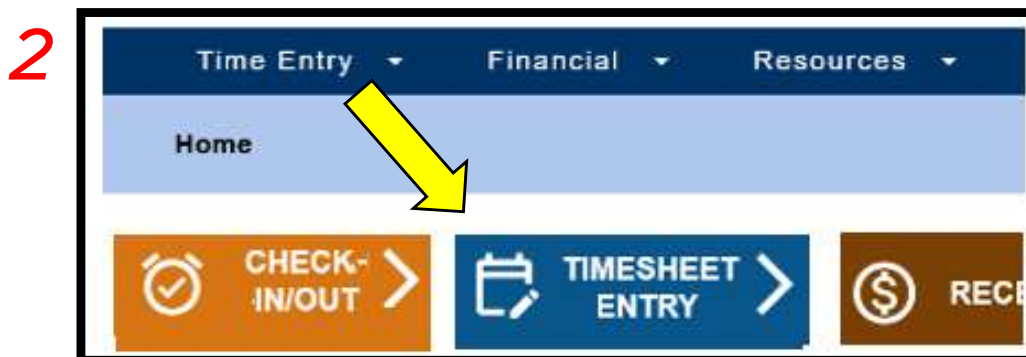 2
Time Entry Financial Resources
Home
CHECK-
IN/OUT
TIMESHEET
ENTRY